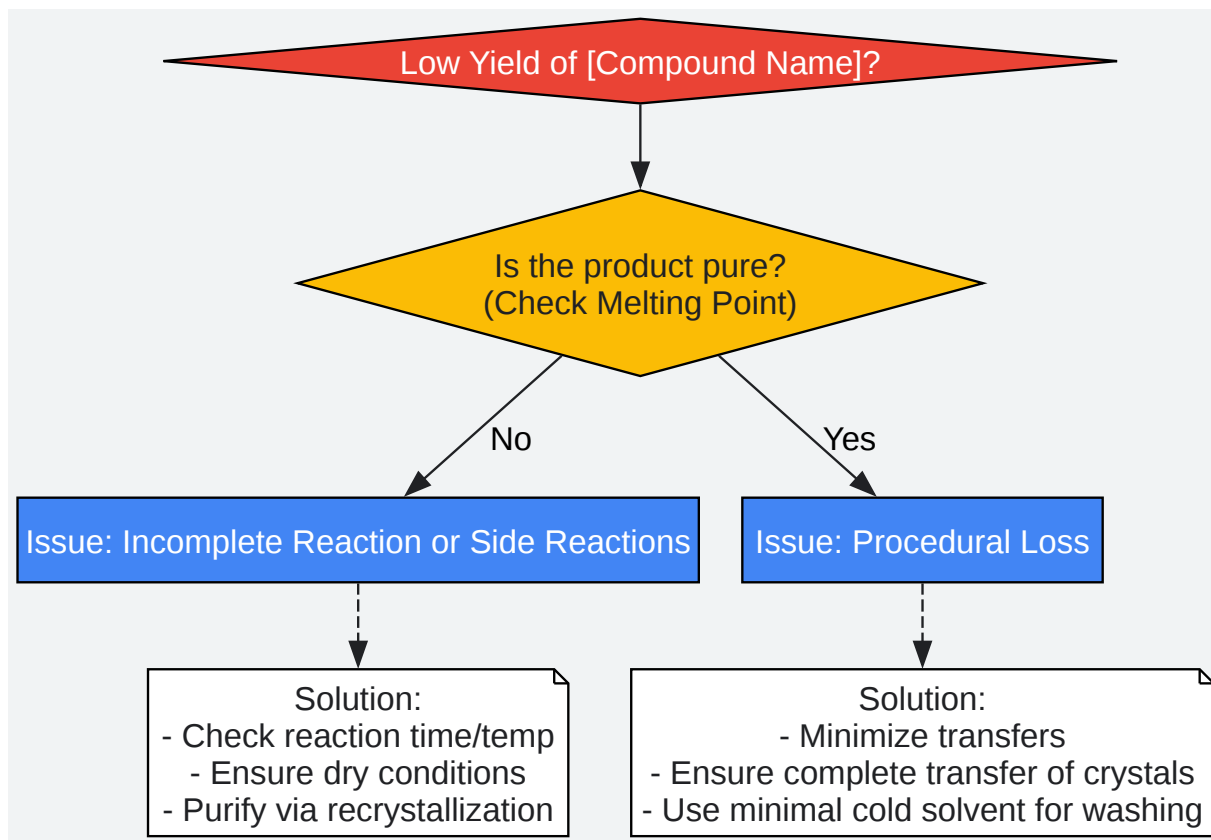 Low Yield of [Compound Name]?
Is the product pure?
(Check Melting Point)
No
Yes
Issue: Incomplete Reaction or Side Reactions
Issue: Procedural Loss
Solution:
- Check reaction time/temp
- Ensure dry conditions
- Purify via recrystallization
Solution:
- Minimize transfers
- Ensure complete transfer of crystals
- Use minimal cold solvent for washing